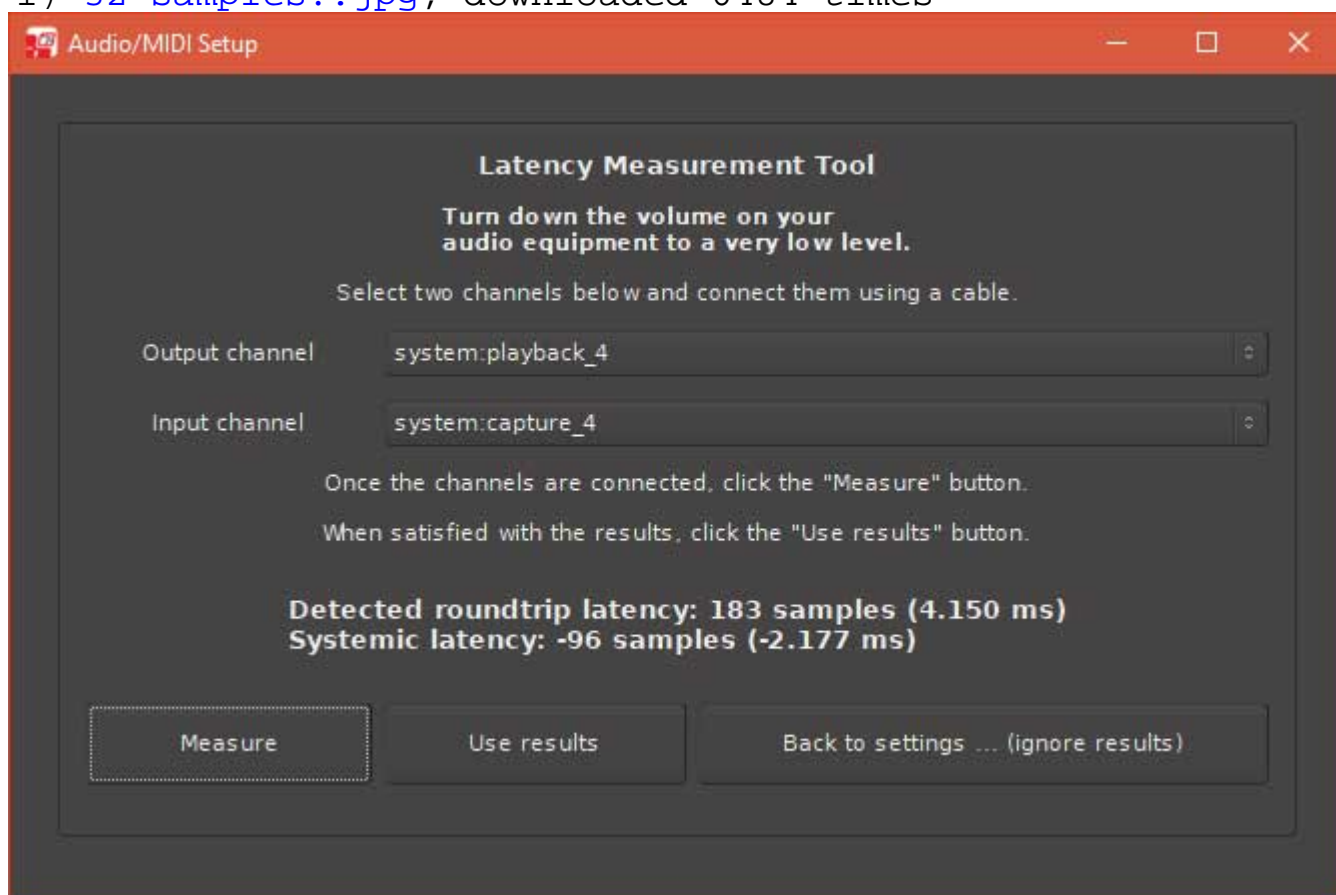 samples..jpg, downloaded
Audio/MIDI Setup
Latency Measurement Tool
Turn down the volume on your
audio equipment to a very low level.
Select two channels below and connect them using a cable.
Output channel system:playback_4
Input channel system:capture_4
Once the channels are connected, click the "Measure" button.
When satisfied with the results, click the "Use results" button.
Detected roundtrip latency: 183 samples (4.150 ms)
Systemic latency: -96 samples (-2.177 ms)
Measure Use results Back to settings ... (ignore results)